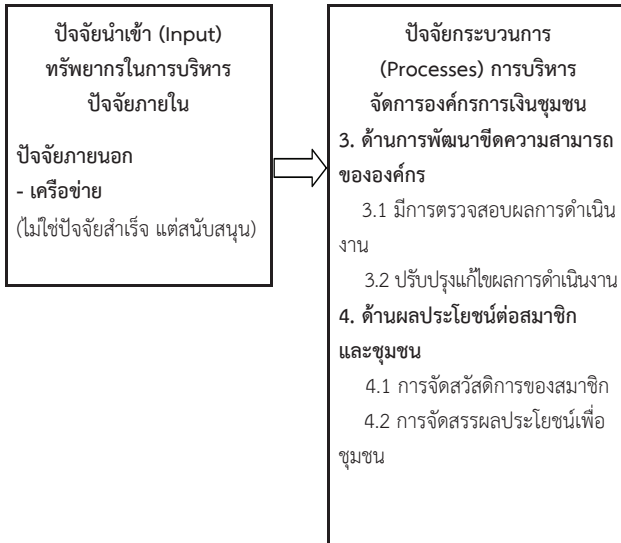 ปัจจัยนำเข้า (Input)
ทรัพยากรในการบริหาร
ปัจจัยภายใน
ปัจจัยภายนอก
- เครือข่าย
(ไม่ใช่ปัจจัยสำเร็จ แต่สนับสนุน)
ปัจจัยกระบวนการ
(Processes) การบริหาร
จัดการองค์กรการเงินชุมชน
3. ด้านการพัฒนาขีดความสามารถ
ขององค์กร
3.1 มีการตรวจสอบผลการดำเนิน
งาน
3.2 ปรับปรุงแก้ไขผลการดำเนินงาน
4. ด้านผลประโยชน์ต่อสมาชิก
และชุมชน
4.1 การจัดสวัสดิการของสมาชิก
4.2 การจัดสรรผลประโยชน์เพื่อ
ชุมชน